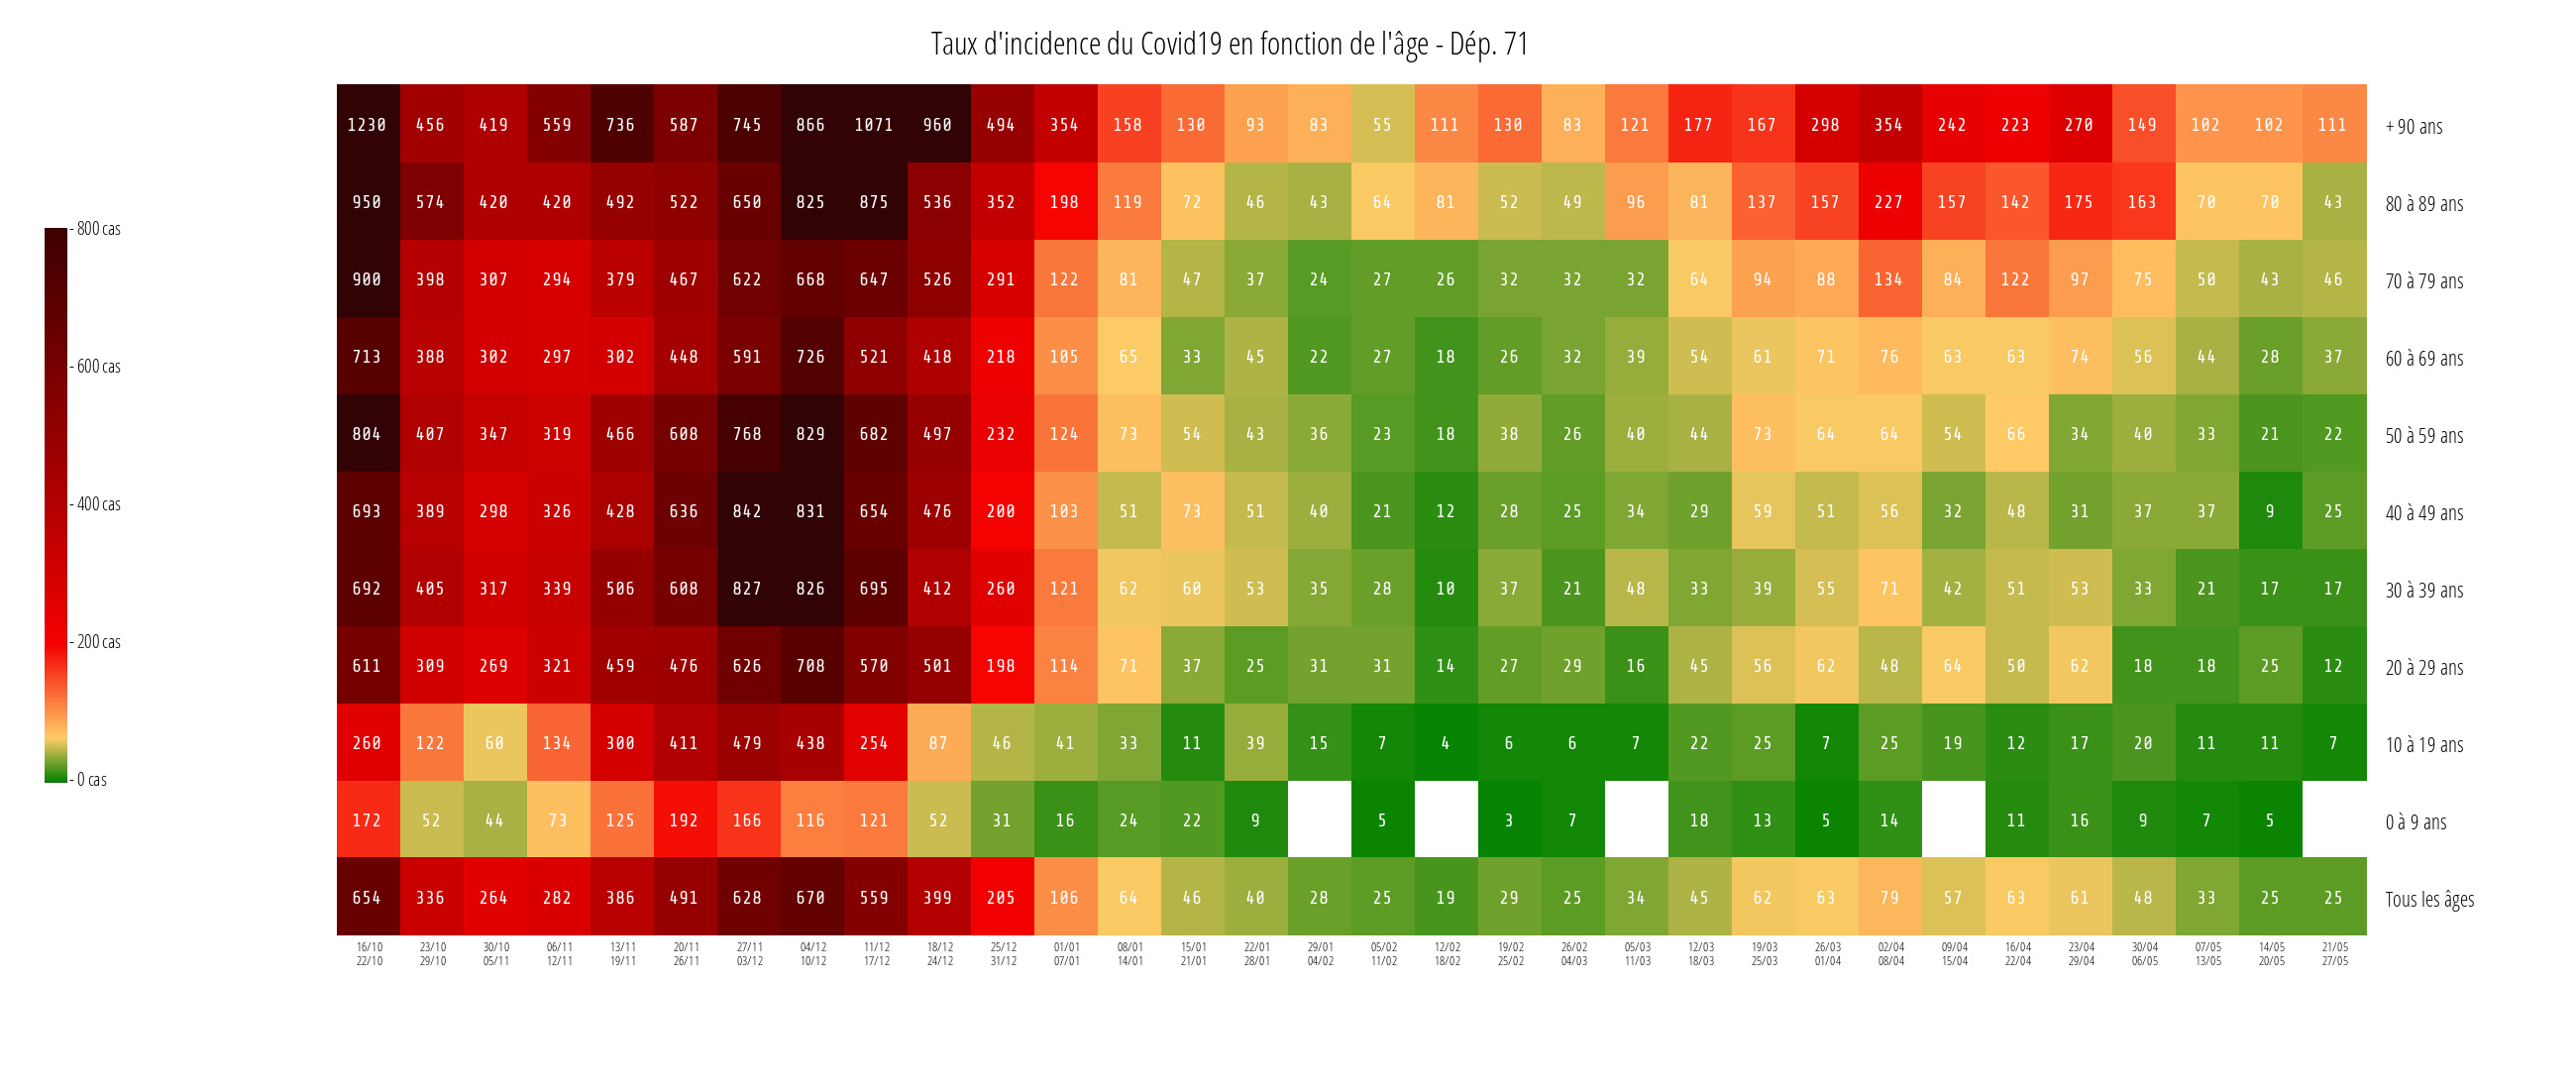 Taux d'incidence du Covid19 en fonction de l'âge - Dép. 71
- 800 cas
- 600 cas
- 400 cas
- 200 cas
- 0 cas
1230 456 419 559 736 587 745 866 1071 960 494 354 158 130 93 83 55 111 130 83 121 177 167 298 354 242 223 270 149 102 102 111 + 90 ans
950 574 420 420 492 522 650 825 875 536 352 198 119 72 46 43 64 81 52 49 96 81 137 157 227 157 142 175 163 70 70 43 80 à 89 ans
900 398 307 294 379 467 622 668 647 526 291 122 81 47 37 24 27 26 32 32 32 64 94 88 134 84 122 97 75 50 43 46 70 à 79 ans
713 388 302 297 302 448 591 726 521 418 218 105 65 33 45 22 27 18 26 32 39 54 61 71 76 63 63 74 56 44 28 37 60 à 69 ans
804 407 347 319 466 608 768 829 682 497 232 124 73 54 43 36 23 18 38 26 40 44 73 64 64 54 66 34 40 33 21 22 50 à 59 ans
693 389 298 326 428 636 842 831 654 476 200 103 51 73 51 40 21 12 28 25 34 29 59 51 56 32 48 31 37 37 9 25 40 à 49 ans
692 405 317 339 506 608 827 826 695 412 260 121 62 60 53 35 28 10 37 21 48 33 39 55 71 42 51 53 33 21 17 17 30 à 39 ans
611 309 269 321 459 476 626 708 570 501 198 114 71 37 25 31 31 14 27 29 16 45 56 62 48 64 50 62 18 18 25 12 20 à 29 ans
260 122 60 134 300 411 479 438 254 87 46 41 33 11 39 15 7 4 6 6 7 22 25 7 25 19 12 17 20 11 11 7 10 à 19 ans
172 52 44 73 125 192 166 116 121 52 31 16 24 22 9 5 3 7 18 13 5 14 11 16 9 7 5 0 à 9 ans
654 336 264 282 386 491 628 670 559 399 205 106 64 46 40 28 25 19 29 25 34 45 62 63 79 57 63 61 48 33 25 25 Tous les âges
16/10 23/10 30/10 06/11 13/11 20/11 27/11 04/12 11/12 18/12 25/12 01/01 08/01 15/01 22/01 29/01 05/02 12/02 19/02 26/02 05/03 12/03 19/03 26/03 02/04 09/04 16/04 23/04 30/04 07/05 14/05 21/05
22/10 29/10 05/11 12/11 19/11 26/11 03/12 10/12 17/12 24/12 31/12 07/01 14/01 21/01 28/01 04/02 11/02 18/02 25/02 04/03 11/03 18/03 25/03 01/04 08/04 15/04 22/04 29/04 06/05 13/05 20/05 27/05